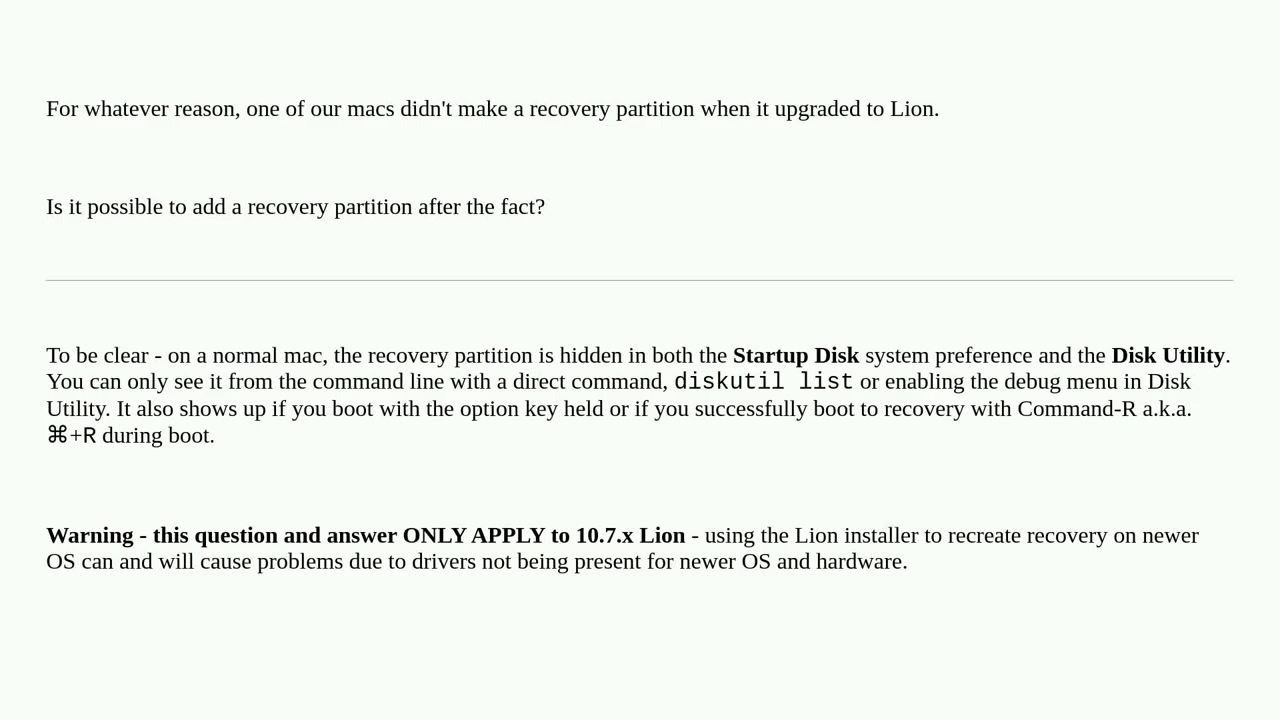 For whatever reason, one of our macs didn't make a recovery partition when it upgraded to Lion.
Is it possible to add a recovery partition after the fact?
To be clear - on a normal mac, the recovery partition is hidden in both the Startup Disk system preference and the Disk Utility.
You can only see it from the command line with a direct command, diskutil list or enabling the debug menu in Disk
Utility. It also shows up if you boot with the option key held or if you successfully boot to recovery with Command-R a.k.a.
⌘+R during boot.
Warning - this question and answer ONLY APPLY to 10.7.x Lion - using the Lion installer to recreate recovery on newer
OS can and will cause problems due to drivers not being present for newer OS and hardware.